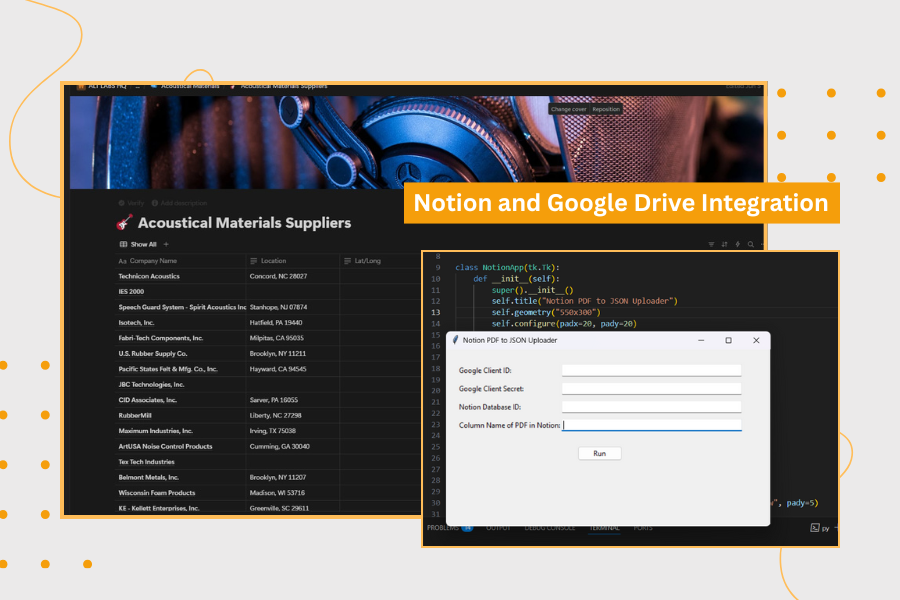 ALT LABS HQ ... Acoustical Materials Acoustical Materials Suppliers
Change cover Reposition
Notion and Google Drive Integration
Verify Add description
Acoustical Materials Suppliers
Show All +
Aa Company Name Location Lat/Long
Technicon Acoustics Concord, NC 28027
IES 2000
Speech Guard System - Spirit Acoustics Inc Stanhope, NJ 07874
Isotech, Inc. Hatfield, PA 19440
Fabri-Tech Components, Inc. Milpitas, CA 95035
U.S. Rubber Supply Co. Brooklyn, NY 11211
Pacific States Felt & Mfg. Co., Inc. Hayward, CA 94545
JBC Technologies, Inc.
CID Associates, Inc. Sarver, PA 16055
RubberMill Liberty, NC 27298
Maximum Industries, Inc. Irving, TX 75038
ArtUSA Noise Control Products Cumming, GA 30040
Tex Tech Industries
Belmont Metals, Inc. Brooklyn, NY 11207
Wisconsin Foam Products Madison, WI 53716
KE - Kellett Enterprises, Inc. Greenville, SC 29611
8
9 class NotionApp(tk.Tk):
10 def __init__(self):
11 super().__init__()
12 self.title("Notion PDF to JSON Uploader")
13 self.geometry("550x300")
14 self.configure(padx=20, pady=20)
15
16
17
18
19
20
21
22
23
24
25
26
27
28
29
30 ", pady=5)
31
Notion PDF to JSON Uploader
Google Client ID:
Google Client Secret:
Notion Database ID:
Column Name of PDF in Notion:
Run
PROBLEMS OUTPUT DEBUG CONSOLE TERMINAL PORTS
py